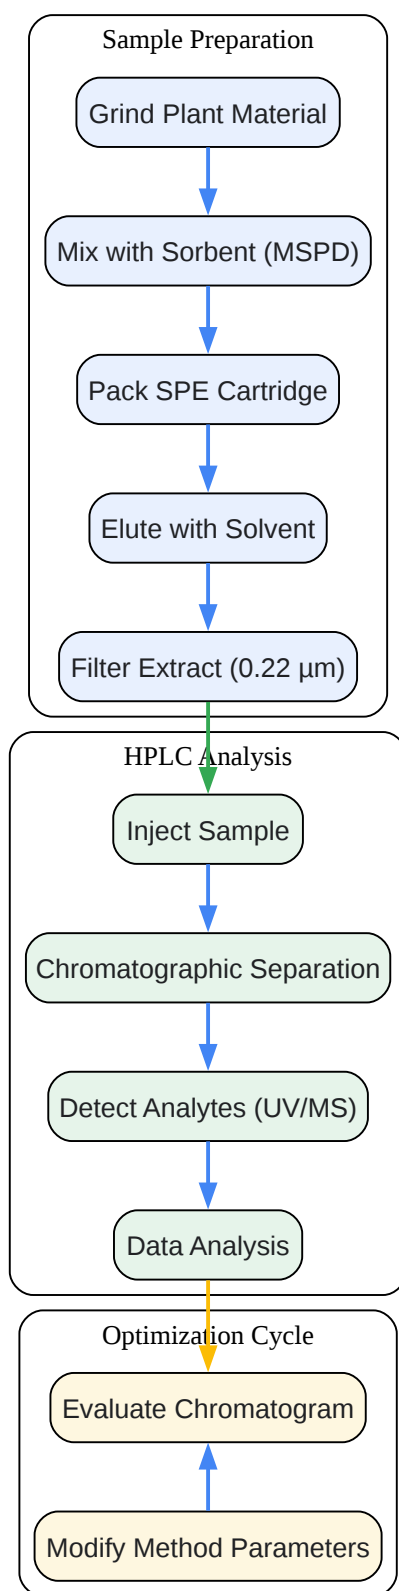 Sample Preparation
Grind Plant Material
Mix with Sorbent (MSPD)
Pack SPE Cartridge
Elute with Solvent
Filter Extract (0.22 µm)
HPLC Analysis
Inject Sample
Chromatographic Separation
Detect Analytes (UV/MS)
Data Analysis
Optimization Cycle
Evaluate Chromatogram
Modify Method Parameters